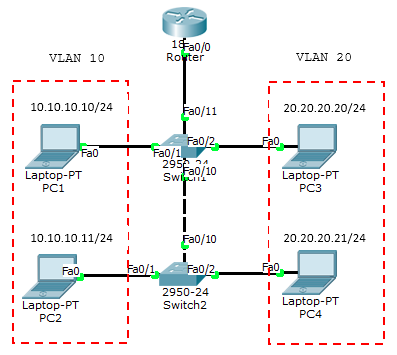 VLAN 10
18
Fa0/0
Router
VLAN 20
10.10.10.10/24
Fa0/11
20.20.20.20/24
Fa0
Fa0/1
Fa0/2
Fa0
Laptop-PT
PC1
2950-24
Switch1
Fa0/10
Laptop-PT
PC3
10.10.10.11/24
Fa0/10
20.20.20.21/24
Fa0
Fa0/1
Fa0/2
Fa0
Laptop-PT
PC2
2950-24
Switch2
Laptop-PT
PC4